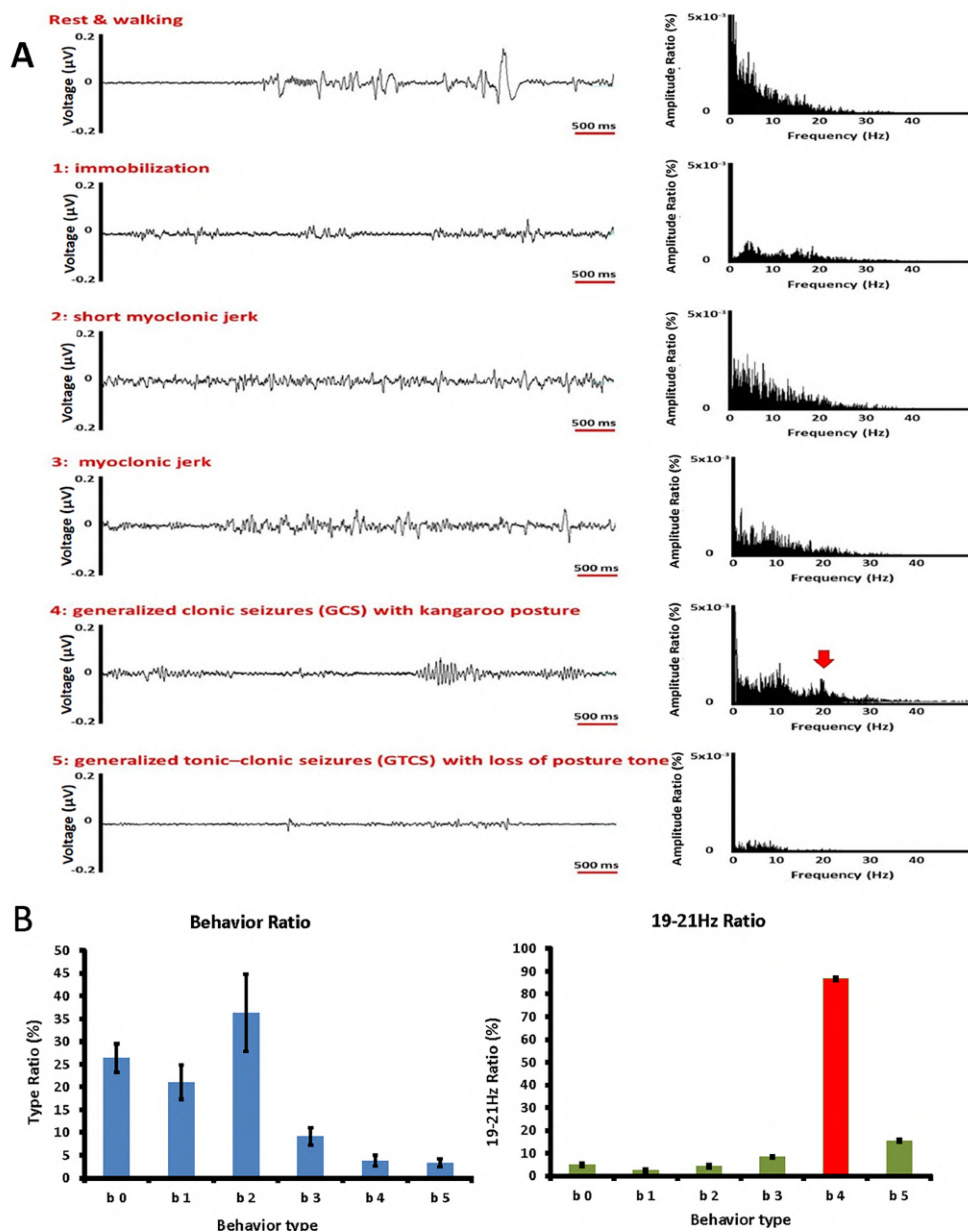 A
Rest & walking
0.2
0
-0.2
Voltage (µV)
500 ms
5x10⁻³
0
Amplitude Ratio (%)
0 10 20 30 40
Frequency (Hz)
1: immobilization
0.2
0
-0.2
Voltage (µV)
500 ms
5x10⁻³
0
Amplitude Ratio (%)
0 10 20 30 40
Frequency (Hz)
2: short myoclonic jerk
0.2
0
-0.2
Voltage (µV)
500 ms
5x10⁻³
0
Amplitude Ratio (%)
0 10 20 30 40
Frequency (Hz)
3: myoclonic jerk
0.2
0
-0.2
Voltage (µV)
500 ms
5x10⁻³
0
Amplitude Ratio (%)
0 10 20 30 40
Frequency (Hz)
4: generalized clonic seizures (GCS) with kangaroo posture
0.2
0
-0.2
Voltage (µV)
500 ms
5x10⁻³
0
Amplitude Ratio (%)
0 10 20 30 40
Frequency (Hz)
5: generalized tonic–clonic seizures (GTCS) with loss of posture tone
0.2
0
-0.2
Voltage (µV)
500 ms
5x10⁻³
0
Amplitude Ratio (%)
0 10 20 30 40
Frequency (Hz)
B
Behavior Ratio
50
45
40
35
30
25
20
15
10
5
0
Type Ratio (%)
b 0 b 1 b 2 b 3 b 4 b 5
Behavior type
19-21Hz Ratio
100
90
80
70
60
50
40
30
20
10
0
19-21Hz Ratio (%)
b 0 b 1 b 2 b 3 b 4 b 5
Behavior type